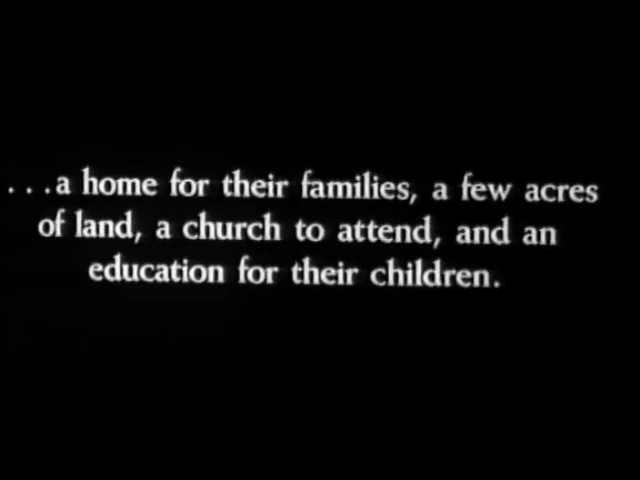 ...a home for their families, a few acres
of land, a church to attend, and an
education for their children.